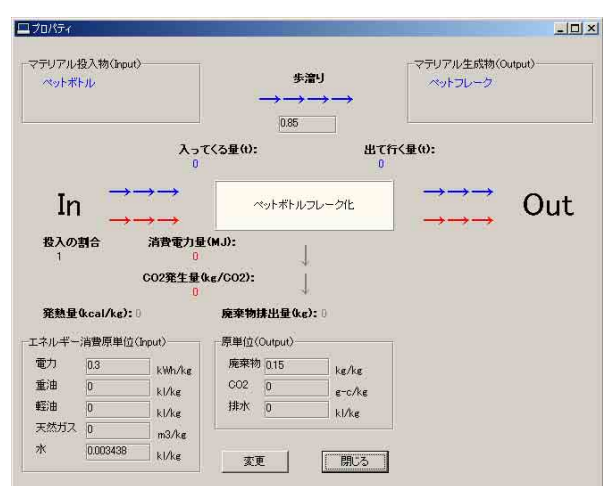 プロパティ
マテリアル投入物(Input)
ペットボトル
歩溜り
→→→→
0.85
マテリアル生成物(Output)
ペットフレーク
入ってくる量(t):
0
出て行く量(t):
0
In
→→→
→→→
ペットボトルフレーク化
→→→
→→→
Out
投入の割合
1
消費電力量(MJ):
0
↓
CO2発生量(kg/CO2):
0
↓
発熱量(kcal/kg): 0
廃棄物排出量(kg): 0
エネルギー消費原単位(Input)
電力 0.3 kWh/kg
重油 0 kl/kg
軽油 0 kl/kg
天然ガス 0 m3/kg
水 0.003438 kl/kg
原単位(Output)
廃棄物 0.15 kg/kg
CO2 0 g-c/kg
排水 0 kl/kg
変更
閉じる